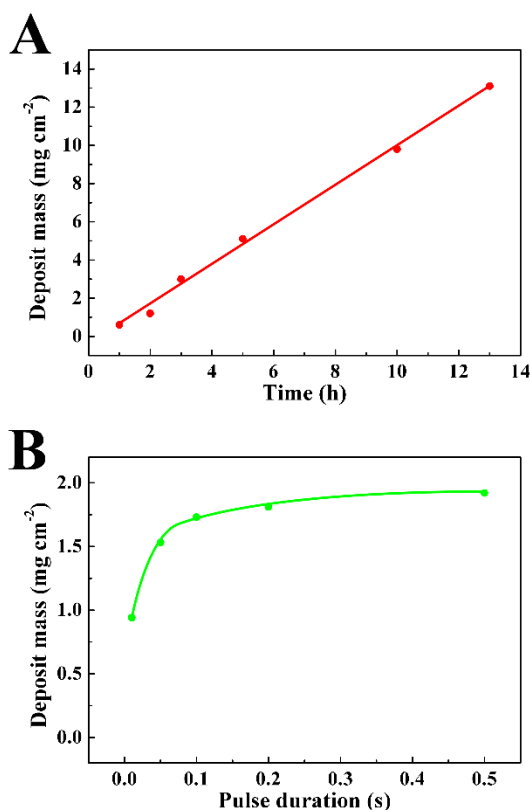 A
14
12
10
8
6
4
2
0
Deposit mass (mg cm⁻²)
0 2 4 6 8 10 12 14
Time (h)
B
2.0
1.5
1.0
0.5
0.0
Deposit mass (mg cm⁻²)
0.0 0.1 0.2 0.3 0.4 0.5
Pulse duration (s)